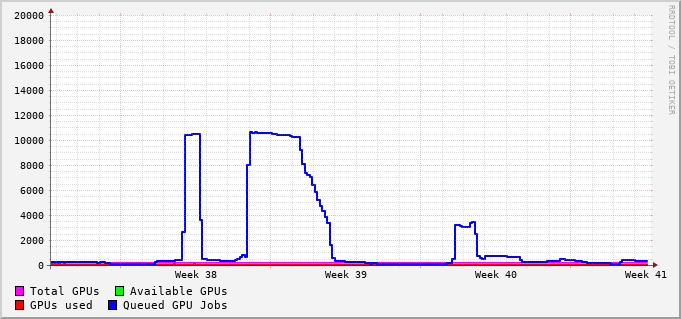 20000
18000
16000
14000
12000
10000
8000
6000
4000
2000
0
Week 38 Week 39 Week 40 Week 41
Total GPUs Available GPUs
GPUs used Queued GPU Jobs
RRDTOOL / TOBI OETIKER